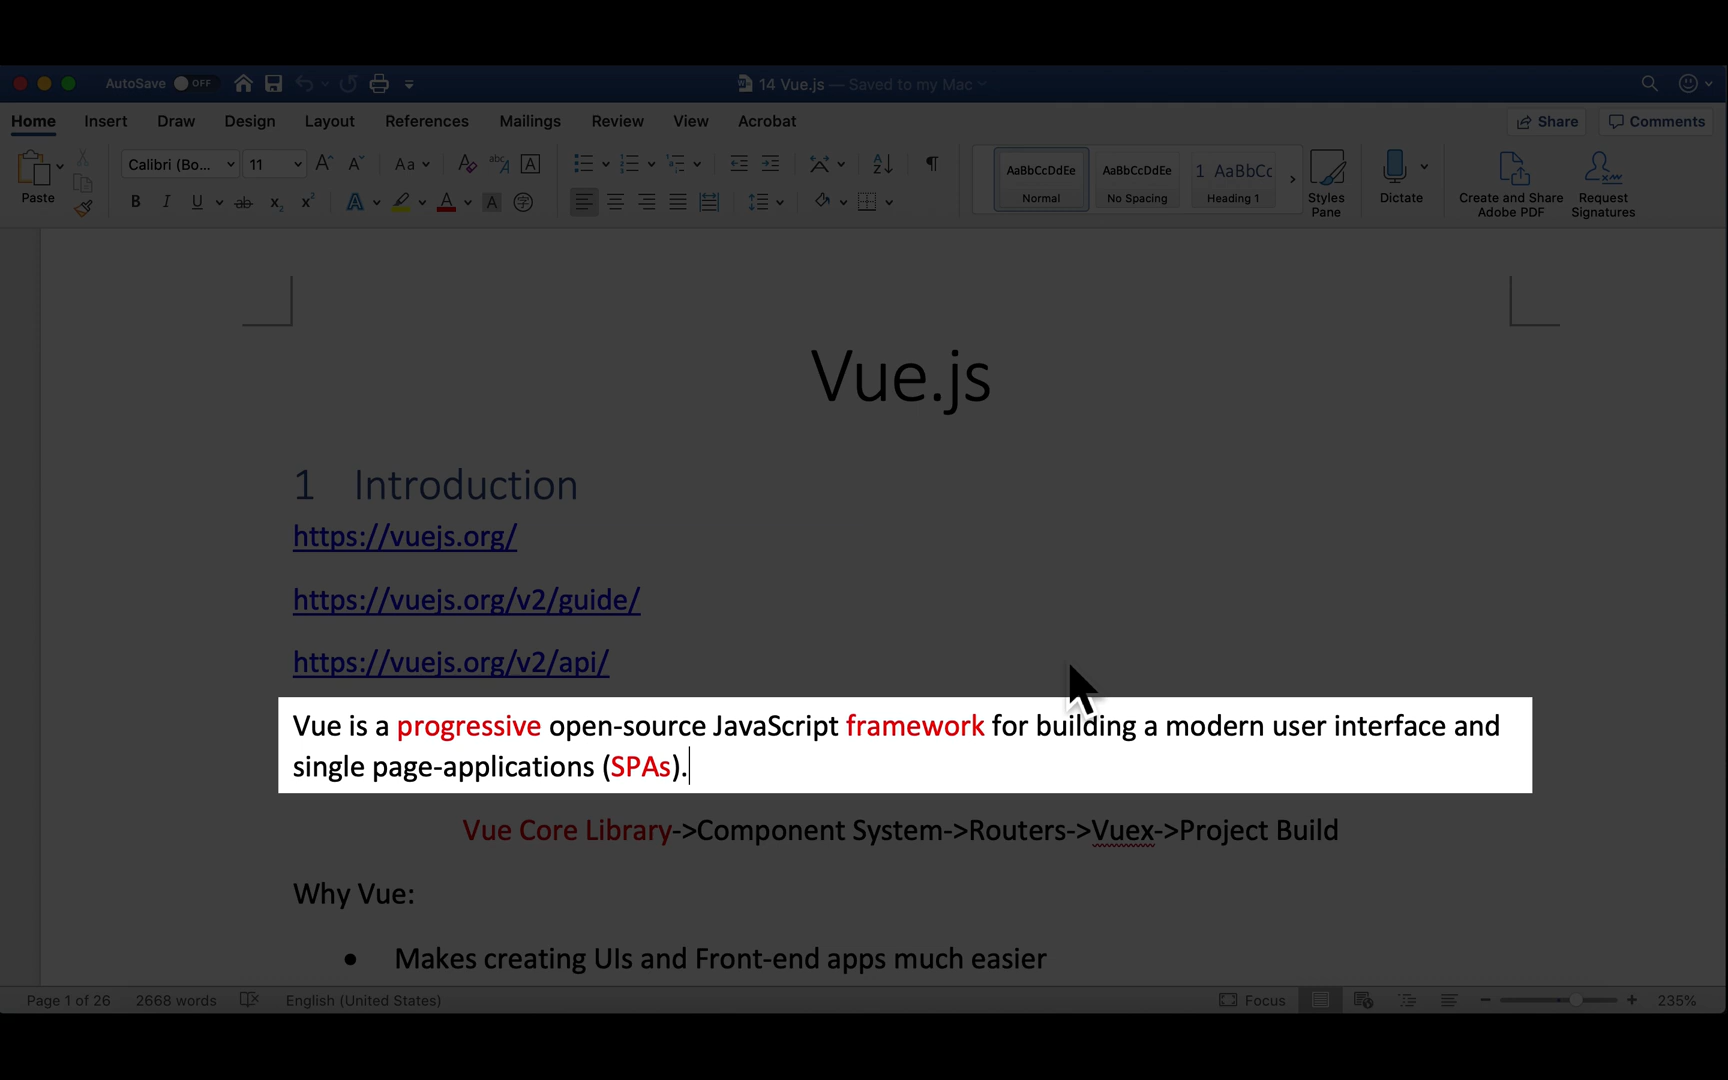 AutoSave OFF
14 Vue.js — Saved to my Mac
Home Insert Draw Design Layout References Mailings Review View Acrobat Share Comments
Paste
Calibri (Bo... 11
AaBbCcDdEe
Normal
AaBbCcDdEe
No Spacing
1 AaBbCc
Heading 1
Styles
Pane
Dictate
Create and Share
Adobe PDF
Request
Signatures
Vue.js
1 Introduction
https://vuejs.org/
https://vuejs.org/v2/guide/
https://vuejs.org/v2/api/
Vue is a progressive open-source JavaScript framework for building a modern user interface and
single page-applications (SPAs).
Vue Core Library->Component System->Routers->Vuex->Project Build
Why Vue:
• Makes creating UIs and Front-end apps much easier
Page 1 of 26 2668 words English (United States) Focus 235%